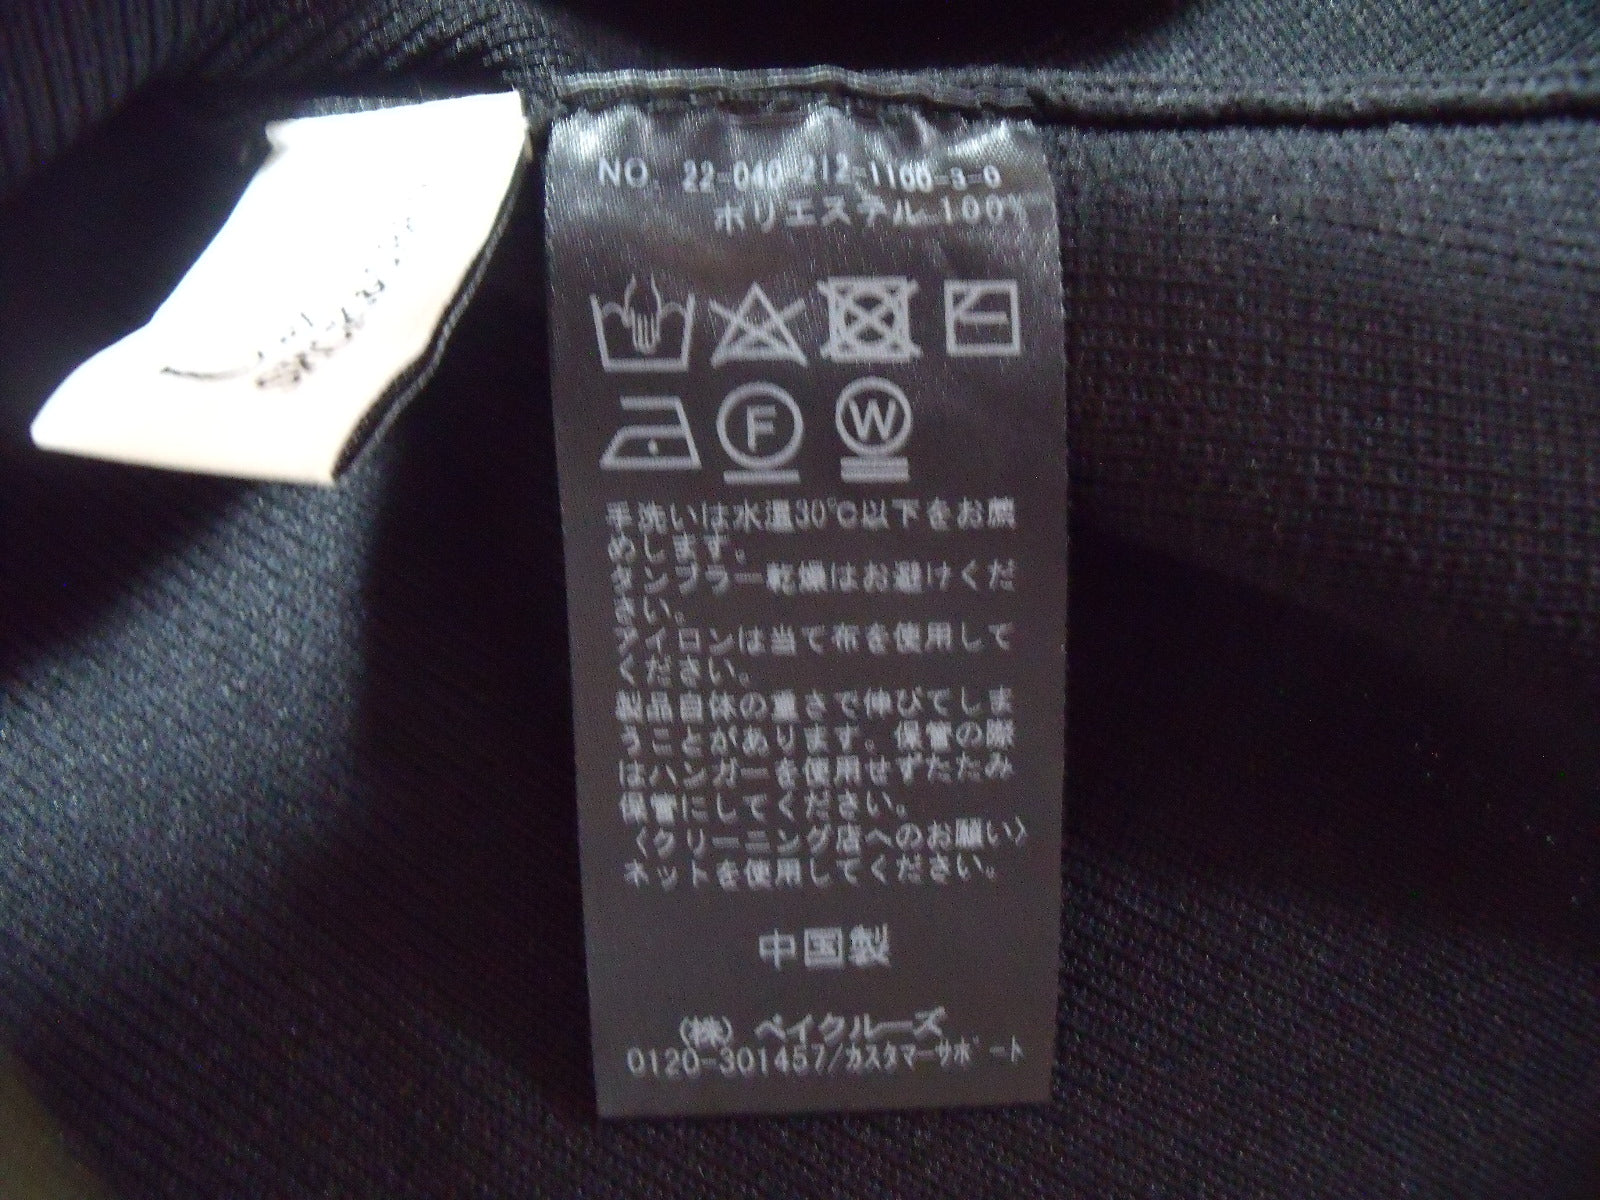 NO. 22-040-212-1100-3-0
ポリエステル 100%
F
W
手洗いは水温30℃以下をお薦
めします。
タンブラー乾燥はお避けくだ
さい。
アイロンは当て布を使用して
ください。
製品自体の重さで伸びてしま
うことがあります。保管の際
はハンガーを使用せずたたみ
保管にしてください。
〈クリーニング店へのお願い〉
ネットを使用してください。
中国製
(株) ベイクルーズ
0120-301457/カスタマーサポート